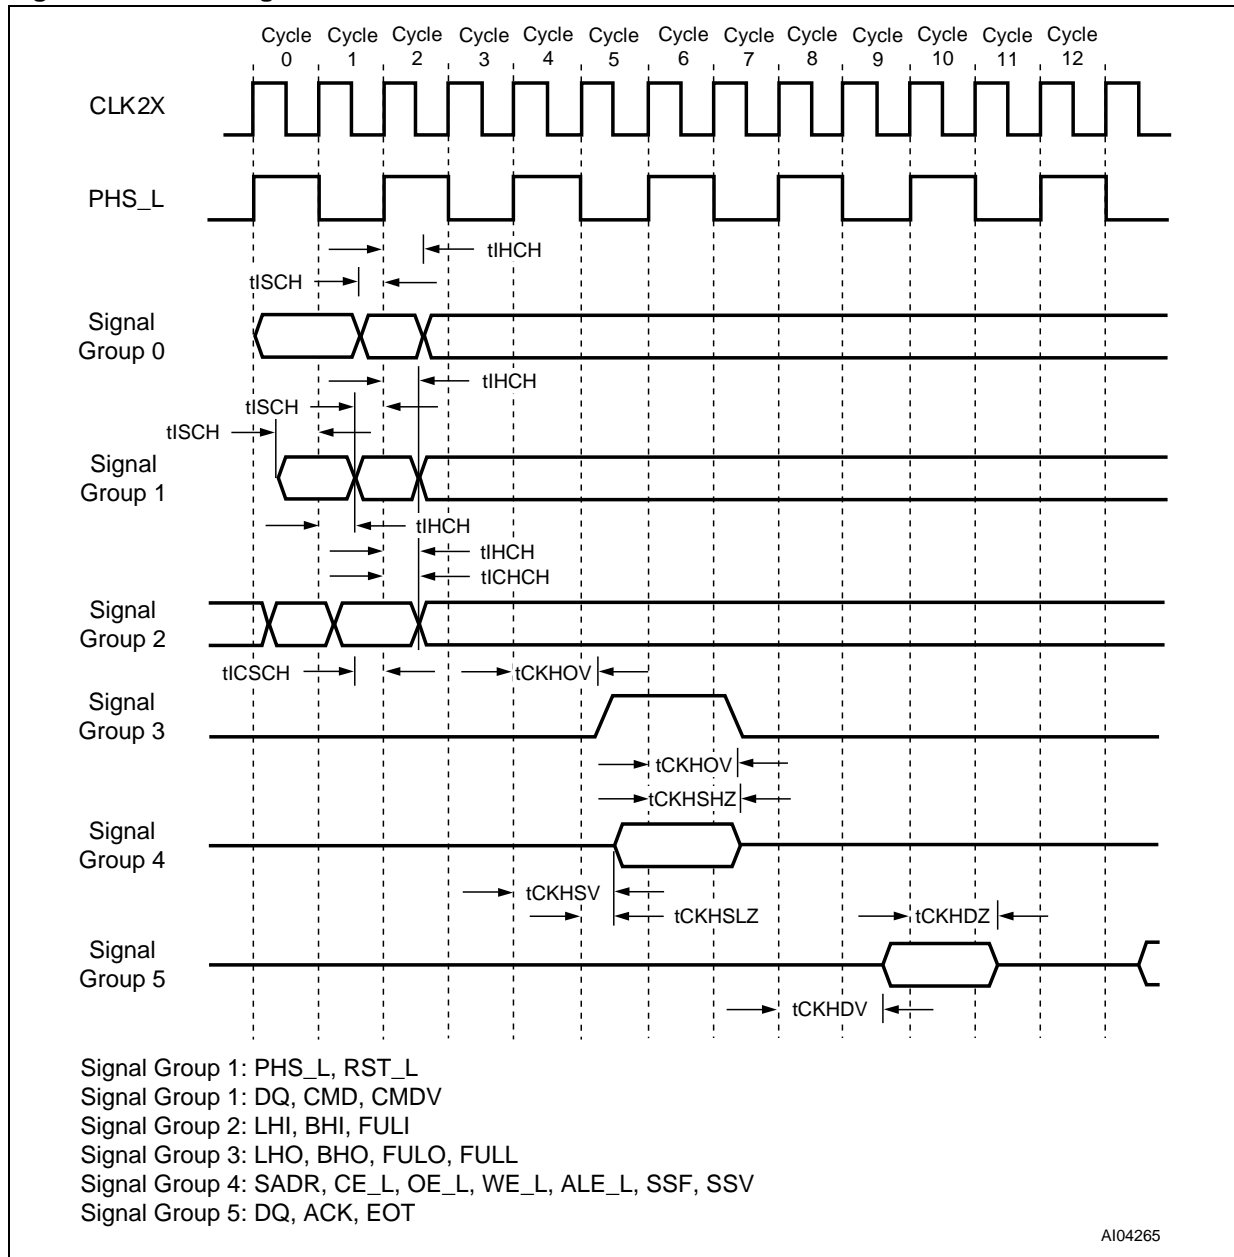 Cycle Cycle Cycle Cycle Cycle Cycle Cycle Cycle Cycle Cycle Cycle Cycle Cycle
0 1 2 3 4 5 6 7 8 9 10 11 12
CLK2X
PHS_L
tIHCH
tISCH
Signal
Group 0
tIHCH
tISCH
tISCH
Signal
Group 1
tIHCH
tIHCH
tICHCH
Signal
Group 2
tICSCH
tCKHOV
Signal
Group 3
tCKHOV
tCKHSHZ
Signal
Group 4
tCKHSV
tCKHSLZ
tCKHDZ
Signal
Group 5
tCKHDV
Signal Group 1: PHS_L, RST_L
Signal Group 1: DQ, CMD, CMDV
Signal Group 2: LHI, BHI, FULI
Signal Group 3: LHO, BHO, FULO, FULL
Signal Group 4: SADR, CE_L, OE_L, WE_L, ALE_L, SSF, SSV
Signal Group 5: DQ, ACK, EOT
AI04265